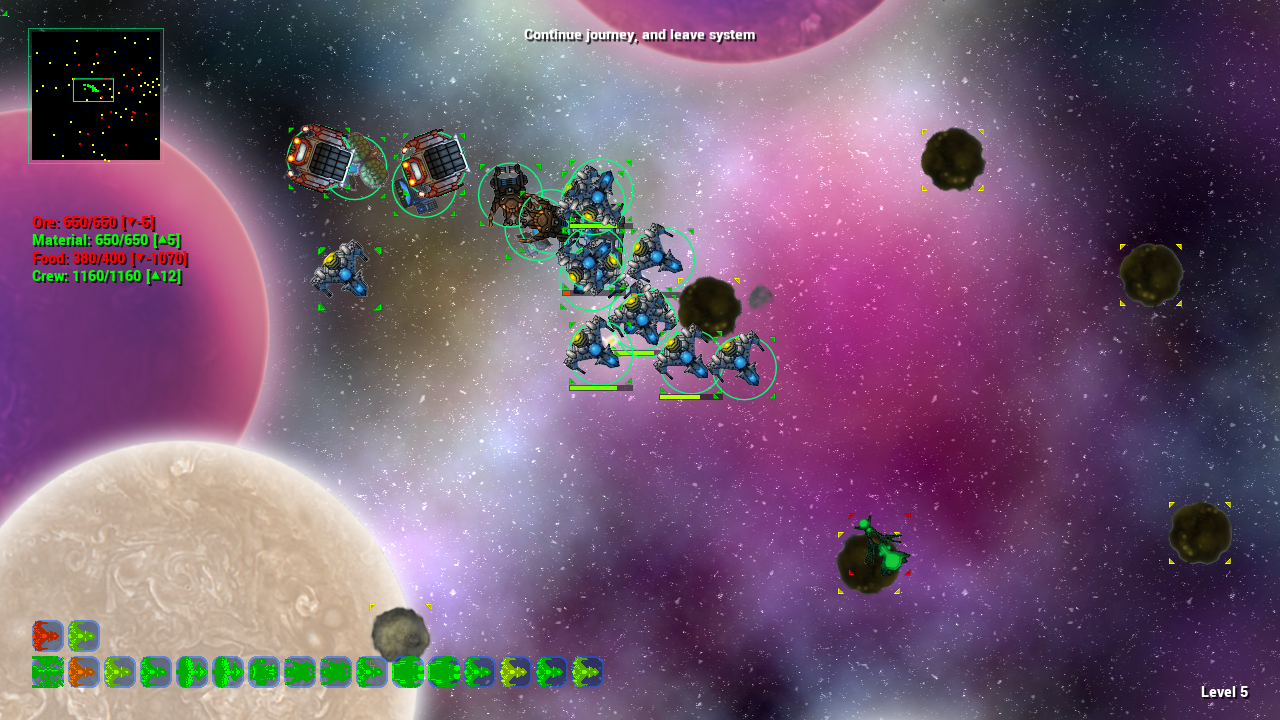 Continue journey, and leave system
Ore: 650/650 [▼-5]
Material: 650/650 [▲5]
Food: 380/400 [▼-1070]
Crew: 1160/1160 [▲12]
Level 5